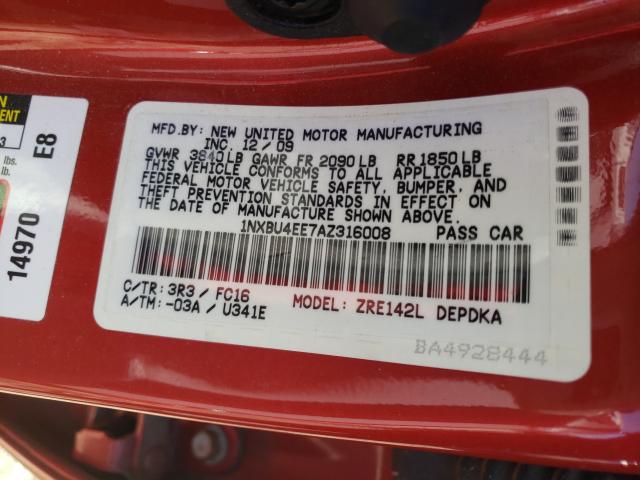 MFD.BY: NEW UNITED MOTOR MANUFACTURING
INC. 12/09
GVWR 3840LB GAWR FR 2090LB RR1850LB
THIS VEHICLE CONFORMS TO ALL APPLICABLE
FEDERAL MOTOR VEHICLE SAFETY, BUMPER, AND
THEFT PREVENTION STANDARDS IN EFFECT ON
THE DATE OF MANUFACTURE SHOWN ABOVE.
1NXBU4EE7AZ316008 PASS CAR
C/TR: 3R3 / FC16
A/TM: -03A / U341E
MODEL: ZRE142L DEPDKA
BA4928444
14970 E8
lbs.
lb.